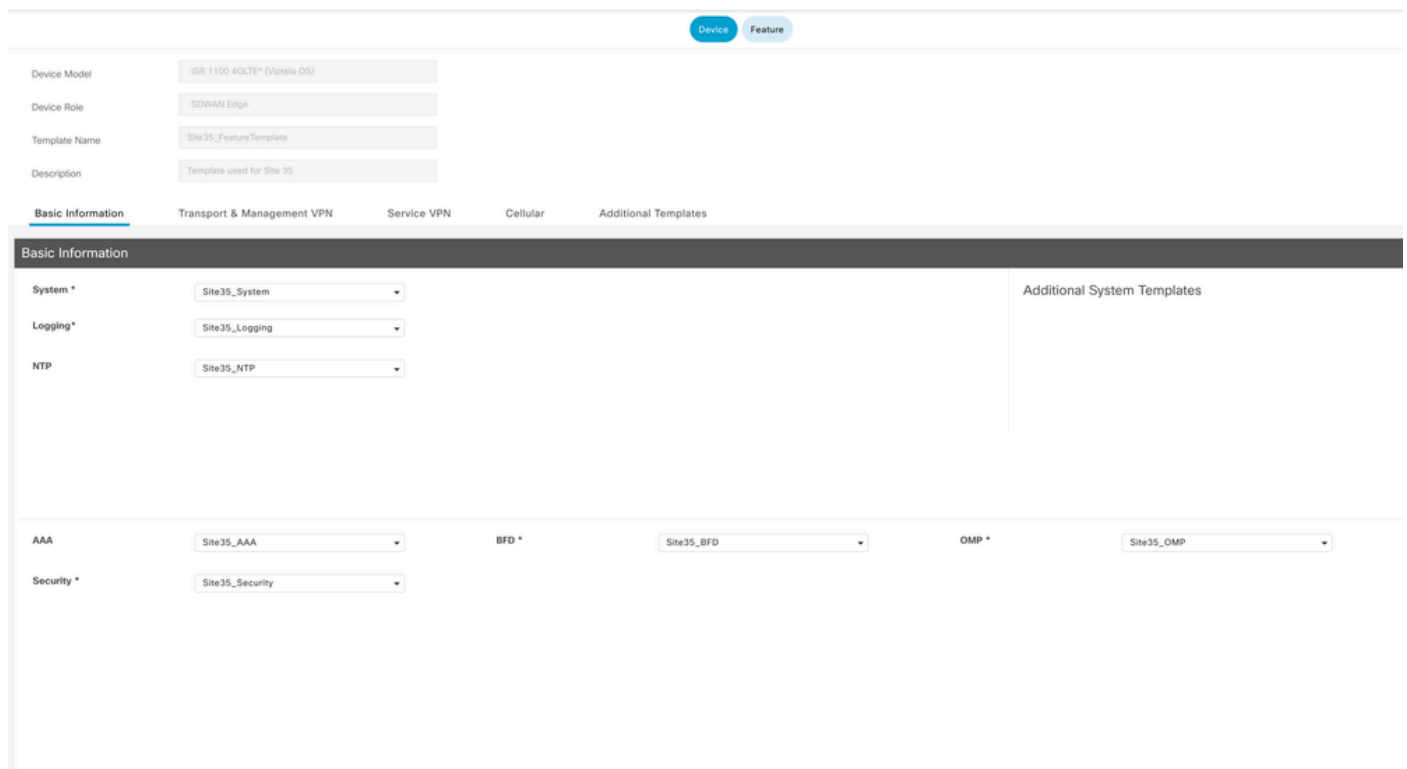 Device Feature
Device Model ISR 1100 4GLTE* (Viptela OS)
Device Role SDWAN Edge
Template Name Site35_FeatureTemplate
Description Template used for Site 35
Basic Information Transport & Management VPN Service VPN Cellular Additional Templates
Basic Information
System * Site35_System Additional System Templates
Logging* Site35_Logging
NTP Site35_NTP
AAA Site35_AAA BFD * Site35_BFD OMP * Site35_OMP
Security * Site35_Security